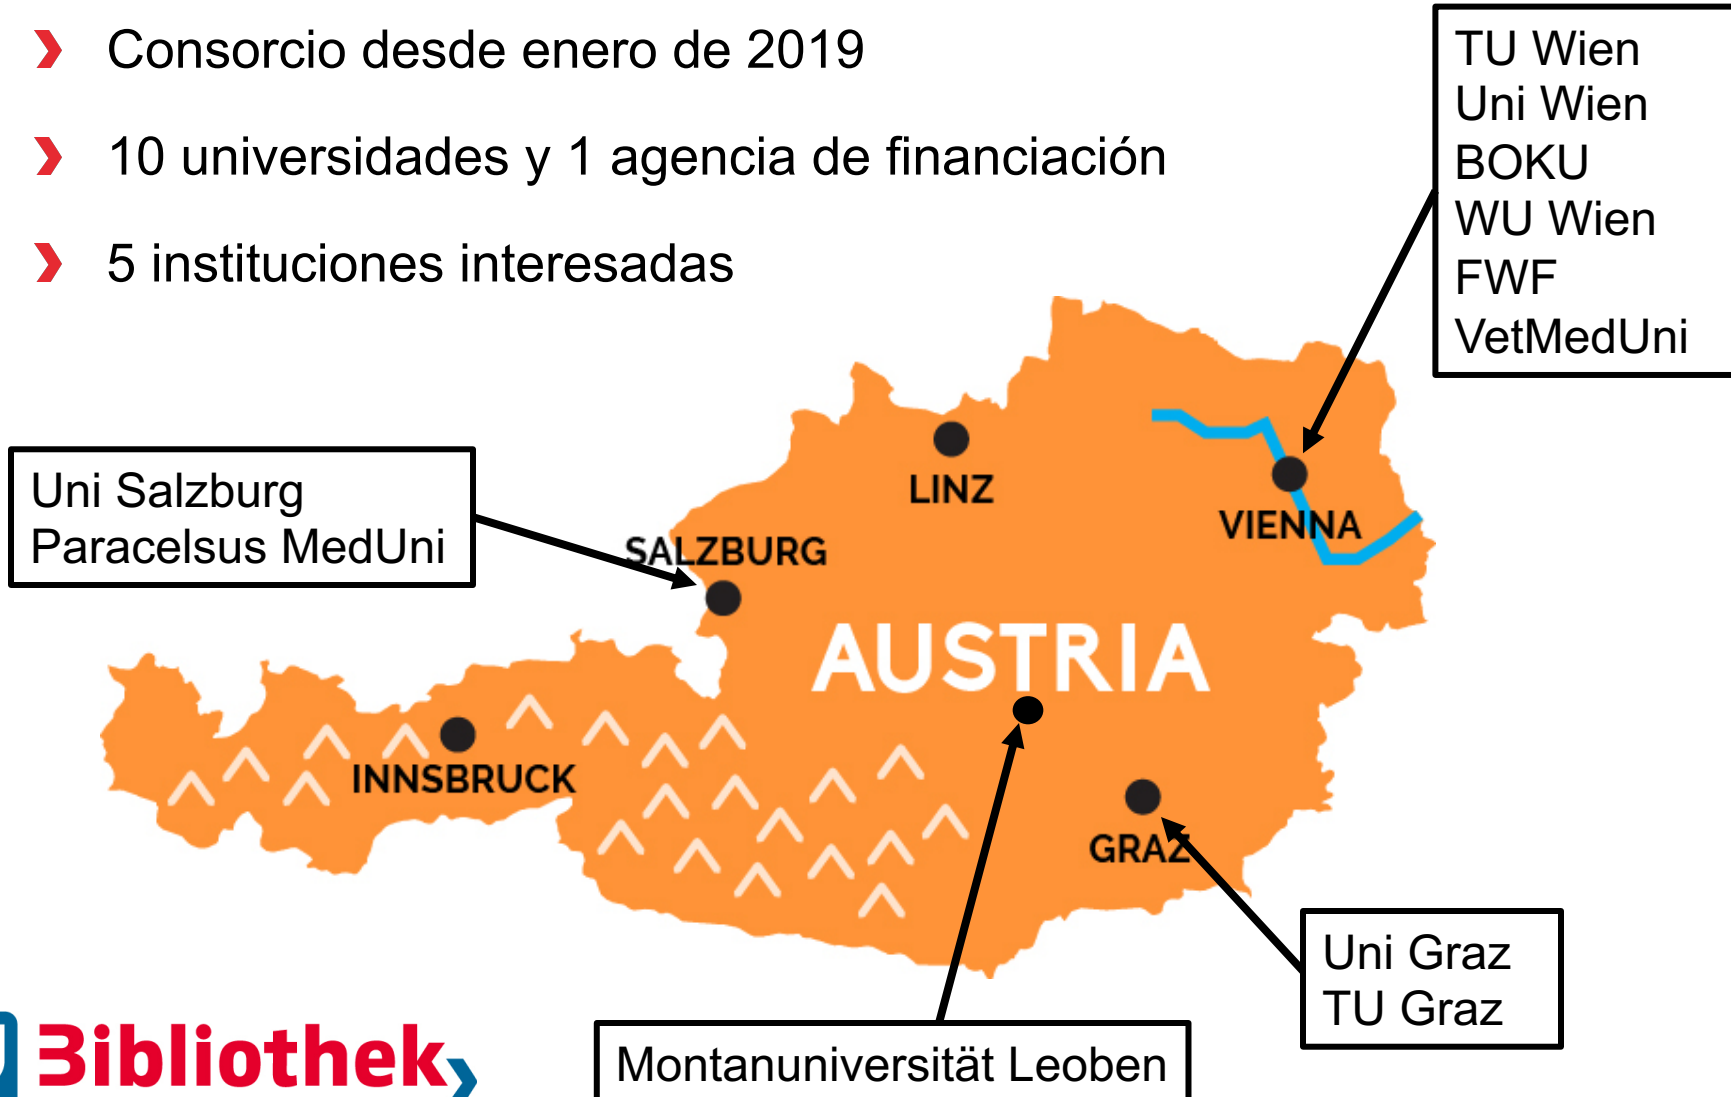 Consorcio desde enero de 2019
10 universidades y 1 agencia de financiación
5 instituciones interesadas
TU Wien
Uni Wien
BOKU
WU Wien
FWF
VetMedUni
LINZ
VIENNA
Uni Salzburg
Paracelsus MedUni
SALZBURG
AUSTRIA
INNSBRUCK
GRAZ
Uni Graz
TU Graz
Montanuniversität Leoben
Bibliothek